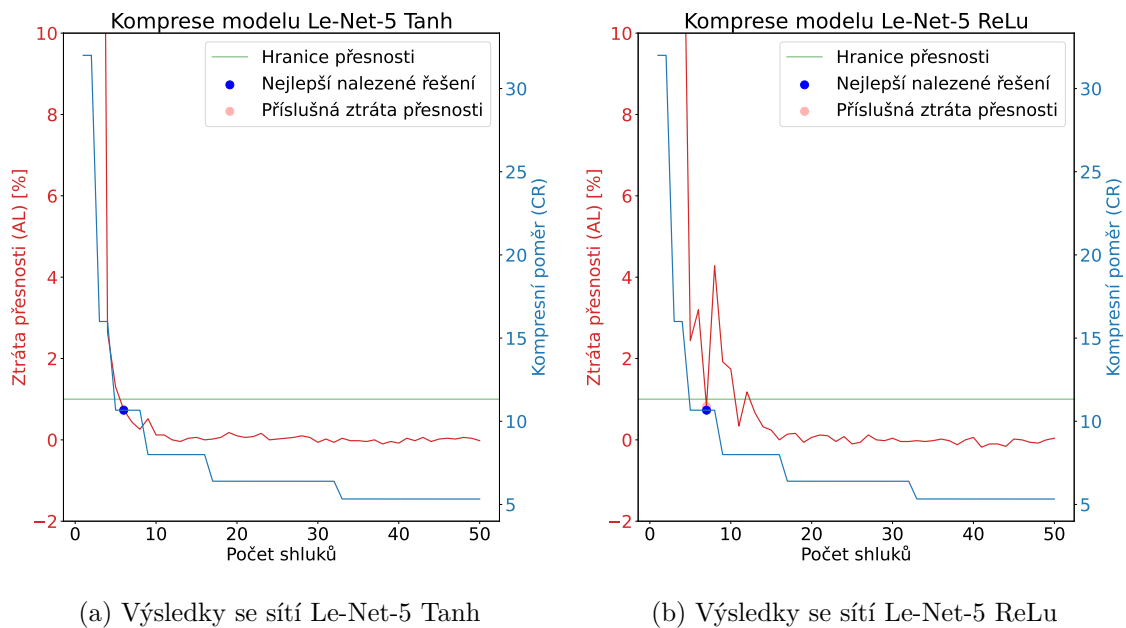 Komprese modelu Le-Net-5 Tanh
10
8
6
4
2
0
−2
Ztráta přesnosti (AL) [%]
Hranice přesnosti
Nejlepší nalezené řešení
Příslušná ztráta přesnosti
30
25
20
15
10
5
Kompresní poměr (CR)
0 10 20 30 40 50
Počet shluků
(a) Výsledky se sítí Le-Net-5 Tanh
Komprese modelu Le-Net-5 ReLu
10
8
6
4
2
0
−2
Ztráta přesnosti (AL) [%]
Hranice přesnosti
Nejlepší nalezené řešení
Příslušná ztráta přesnosti
30
25
20
15
10
5
Kompresní poměr (CR)
0 10 20 30 40 50
Počet shluků
(b) Výsledky se sítí Le-Net-5 ReLu